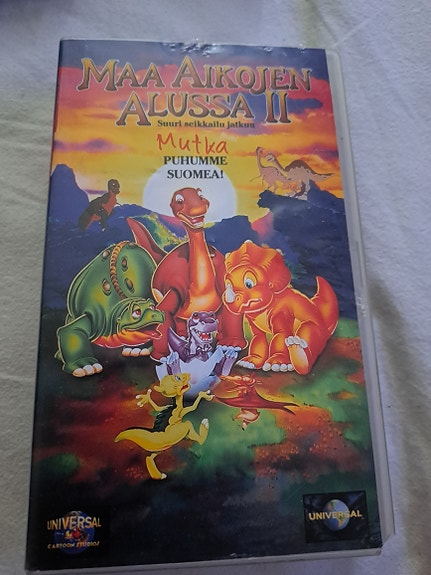 MAA AIKOJEN
ALUSSA II
Suuri seikkailu jatkuu
Mutka
PUHUMME
SUOMEA!
UNIVERSAL
CARTOON STUDIOS
UNIVERSAL